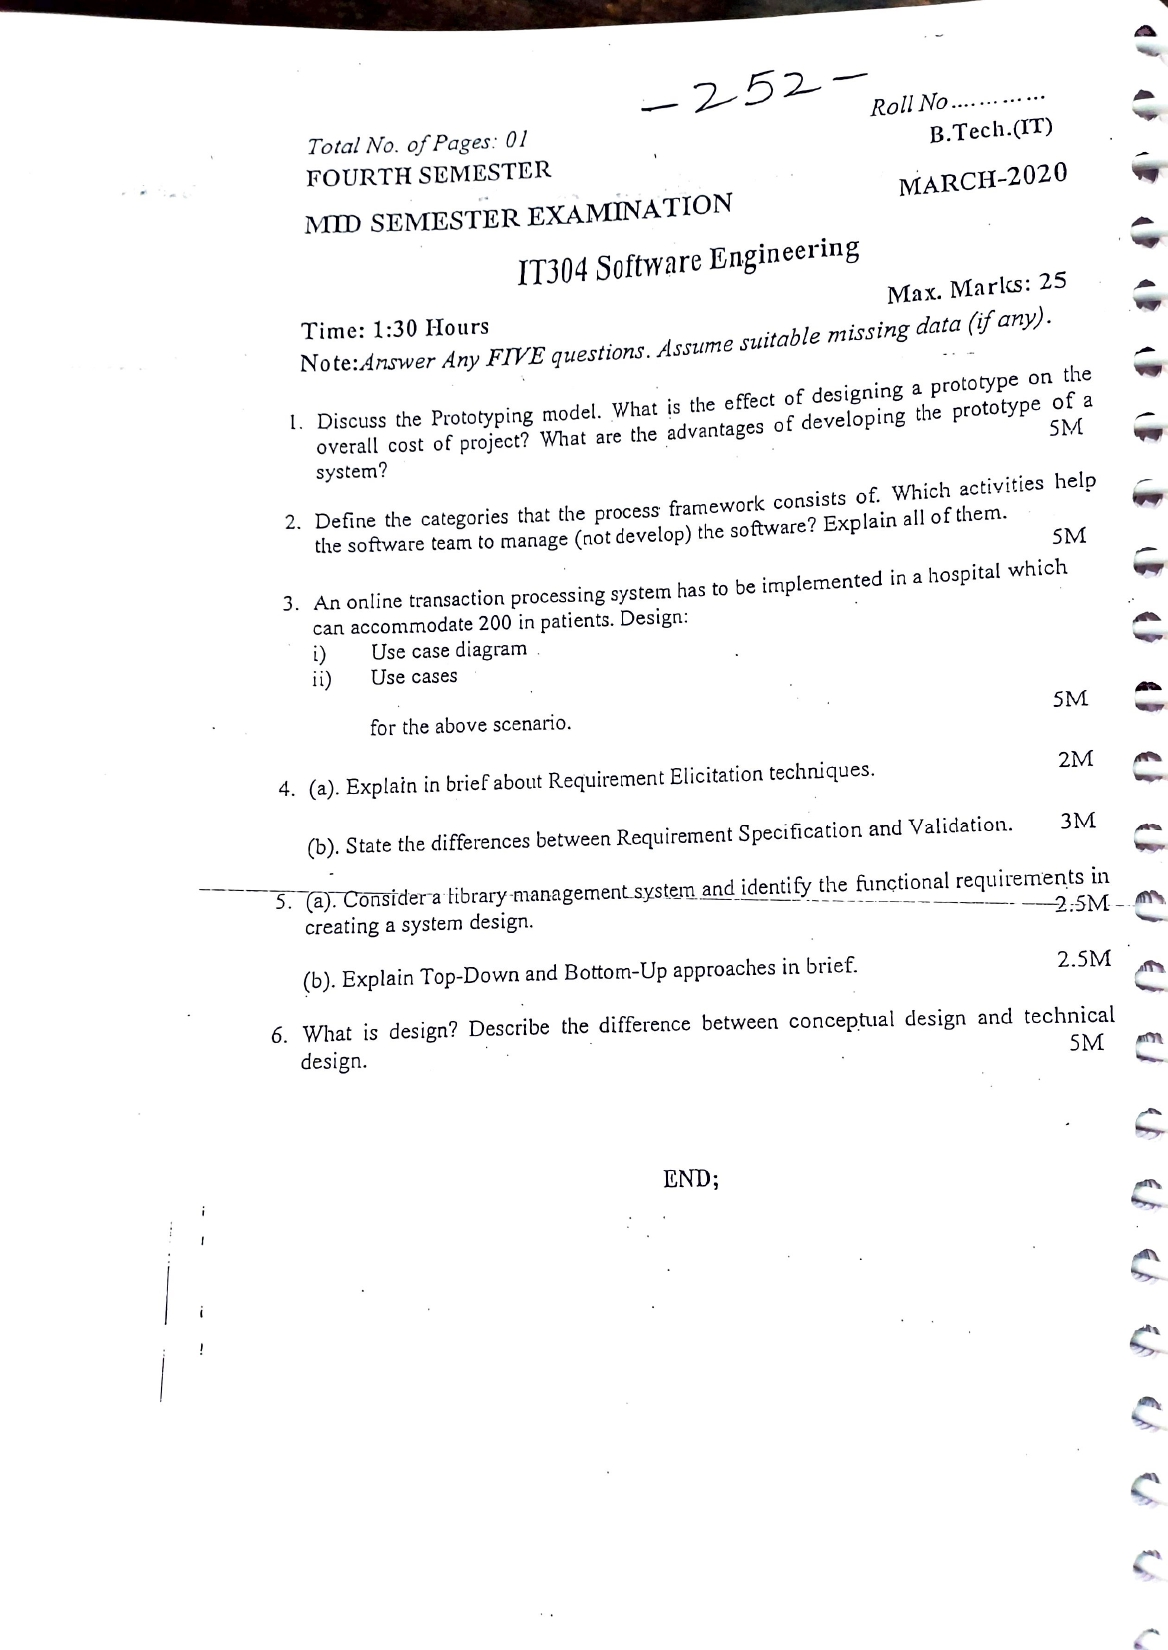 -252-
Roll No.............
Total No. of Pages: 01
B.Tech.(IT)
FOURTH SEMESTER
MARCH-2020
MID SEMESTER EXAMINATION
IT304 Software Engineering
Max. Marks: 25
Time: 1:30 Hours
Note:Answer Any FIVE questions. Assume suitable missing data (if any).
1. Discuss the Prototyping model. What is the effect of designing a prototype on the
overall cost of project? What are the advantages of developing the prototype of a
system? 5M
2. Define the categories that the process framework consists of. Which activities help
the software team to manage (not develop) the software? Explain all of them.
5M
3. An online transaction processing system has to be implemented in a hospital which
can accommodate 200 in patients. Design:
i) Use case diagram
ii) Use cases
for the above scenario. 5M
4. (a). Explain in brief about Requirement Elicitation techniques. 2M
(b). State the differences between Requirement Specification and Validation. 3M
5. (a). Consider a library management system and identify the functional requirements in
creating a system design. 2.5M
(b). Explain Top-Down and Bottom-Up approaches in brief. 2.5M
6. What is design? Describe the difference between conceptual design and technical
design. 5M
END;